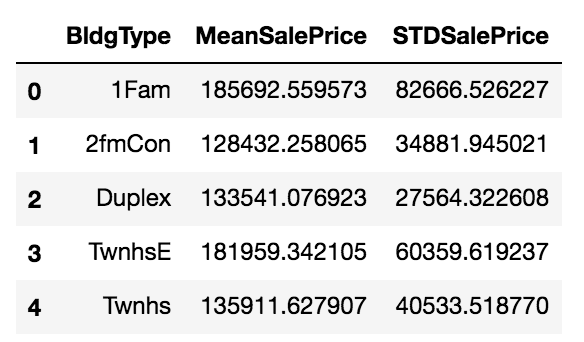 BldgType MeanSalePrice STDSalePrice
0 1Fam 185692.559573 82666.526227
1 2fmCon 128432.258065 34881.945021
2 Duplex 133541.076923 27564.322608
3 TwnhsE 181959.342105 60359.619237
4 Twnhs 135911.627907 40533.518770